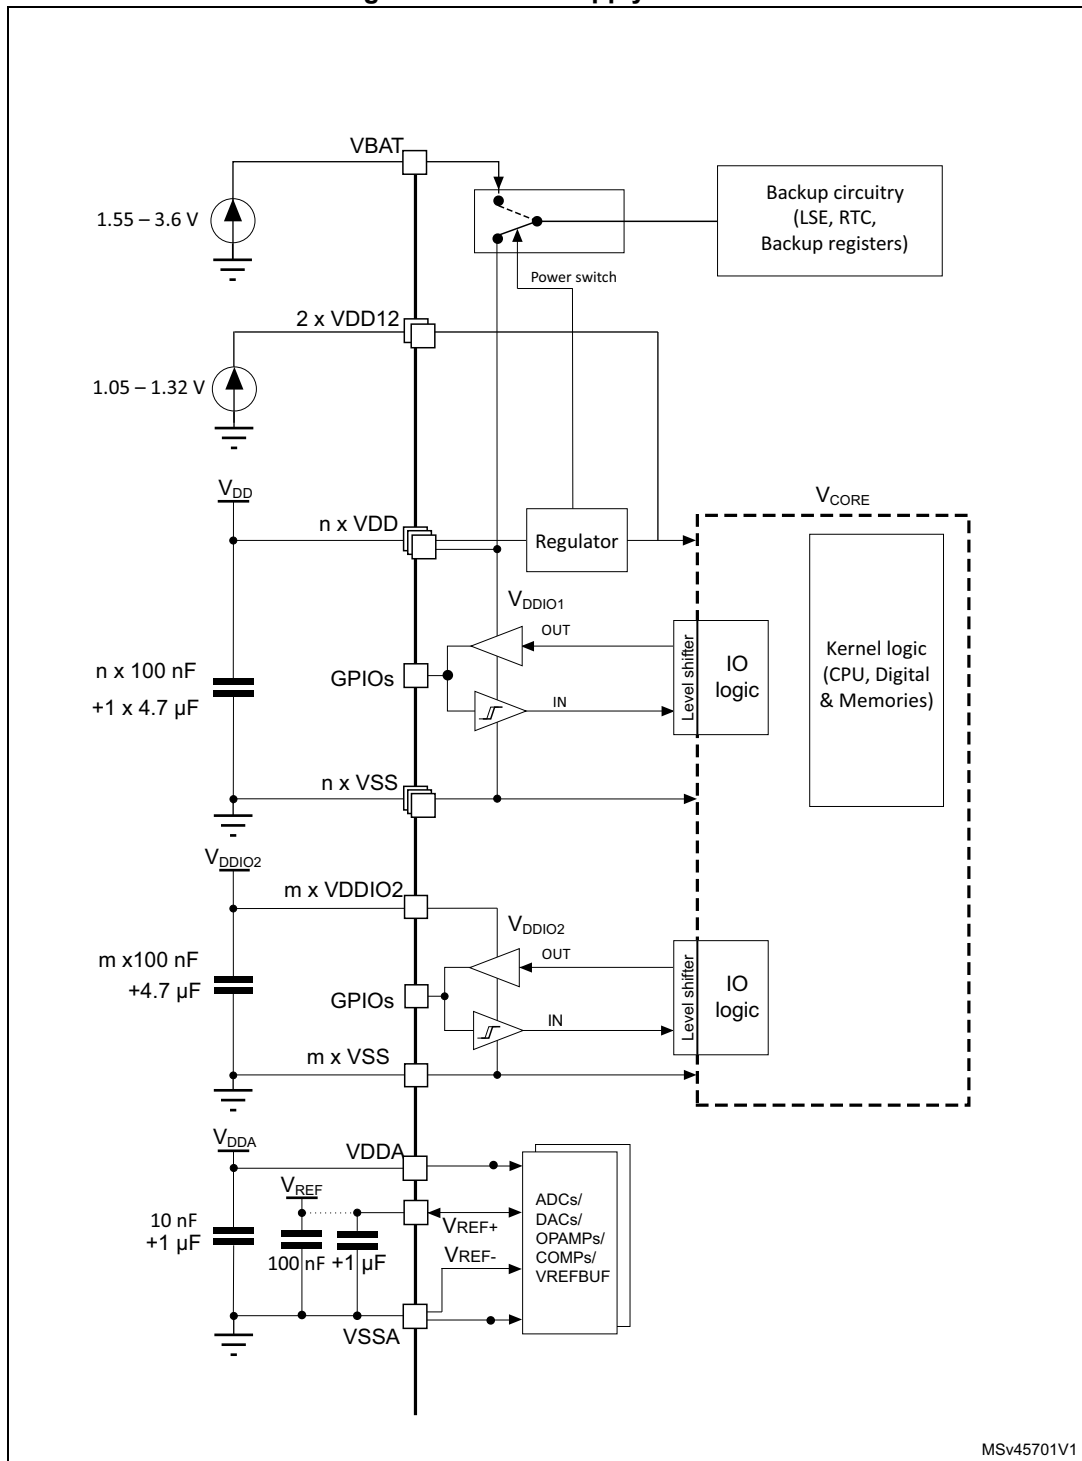 VBAT
1.55 – 3.6 V
Backup circuitry
(LSE, RTC,
Backup registers)
Power switch
2 x VDD12
1.05 – 1.32 V
VDD
n x VDD
Regulator
VCORE
VDDIO1
OUT
IN
GPIOs
n x 100 nF
+1 x 4.7 µF
Level shifter
IO
logic
Kernel logic
(CPU, Digital
& Memories)
n x VSS
VDDIO2
m x VDDIO2
VDDIO2
OUT
IN
GPIOs
m x100 nF
+4.7 µF
Level shifter
IO
logic
m x VSS
VDDA
VDDA
VREF
10 nF
+1 µF
100 nF
+1 µF
VREF+
VREF-
ADCs/
DACs/
OPAMPs/
COMPs/
VREFBUF
VSSA
MSv45701V1